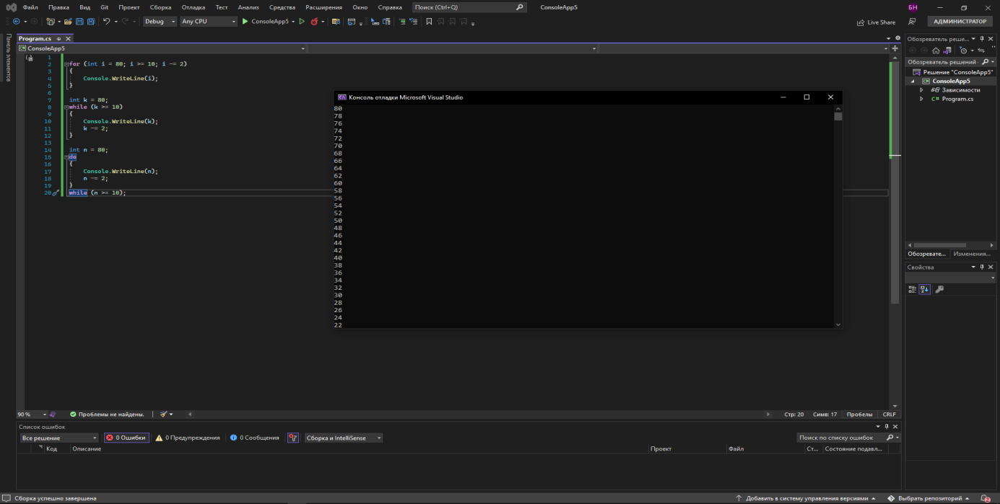 Файл Правка Вид Git Проект Сборка Отладка Тест Анализ Средства Расширения Окно Справка Поиск (Ctrl+Q) ConsoleApp5 БН
Debug Any CPU ConsoleApp5 Live Share АДМИНИСТРАТОР
Панель элементов
Program.cs
ConsoleApp5
1
2 for (int i = 80; i >= 10; i -= 2)
3 {
4 Console.WriteLine(i);
5 }
6
7 int k = 80;
8 while (k >= 10)
9 {
10 Console.WriteLine(k);
11 k -= 2;
12 }
13
14 int n = 80;
15 do
16 {
17 Console.WriteLine(n);
18 n -= 2;
19 }
20 while (n >= 10);
Консоль отладки Microsoft Visual Studio
80
78
76
74
72
70
68
66
64
62
60
58
56
54
52
50
48
46
44
42
40
38
36
34
32
30
28
26
24
22
Обозреватель реше...
Обозреватель решений
Решение "ConsoleApp5"
ConsoleApp5
Зависимости
C# Program.cs
Обозревате... Изменения...
Свойства
90 % Проблемы не найдены. Стр: 20 Симв: 17 Пробелы CRLF
Список ошибок
Все решение 0 Ошибки 0 Предупреждения 0 Сообщения Сборка и IntelliSense Поиск по списку ошибок
Код Описание Проект Файл Ст... Состояние подавл...
Сборка успешно завершена Добавить в систему управления версиями Выбрать репозиторий 2